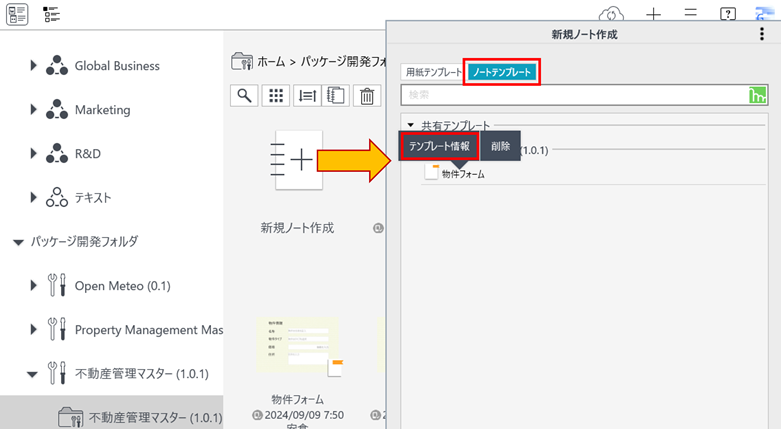 Global Business
Marketing
R&D
テキスト
パッケージ開発フォルダ
Open Meteo (0.1)
Property Management Mas
不動産管理マスター (1.0.1)
不動産管理マスター (1.0.1)
ホーム > パッケージ開発フォ
新規ノート作成
物件フォーム
2024/09/09 7:50
新規ノート作成
用紙テンプレート
ノートテンプレート
検索
共有テンプレート
テンプレート情報
削除
(1.0.1)
物件フォーム